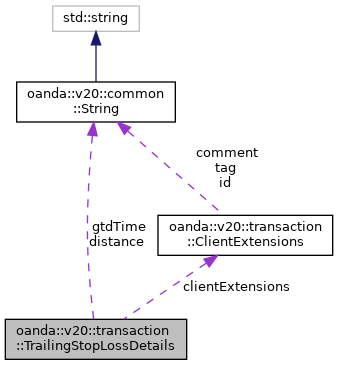 std::string
oanda::v20::common
::String
comment
tag
id
oanda::v20::transaction
::ClientExtensions
gtdTime
distance
clientExtensions
oanda::v20::transaction
::TrailingStopLossDetails